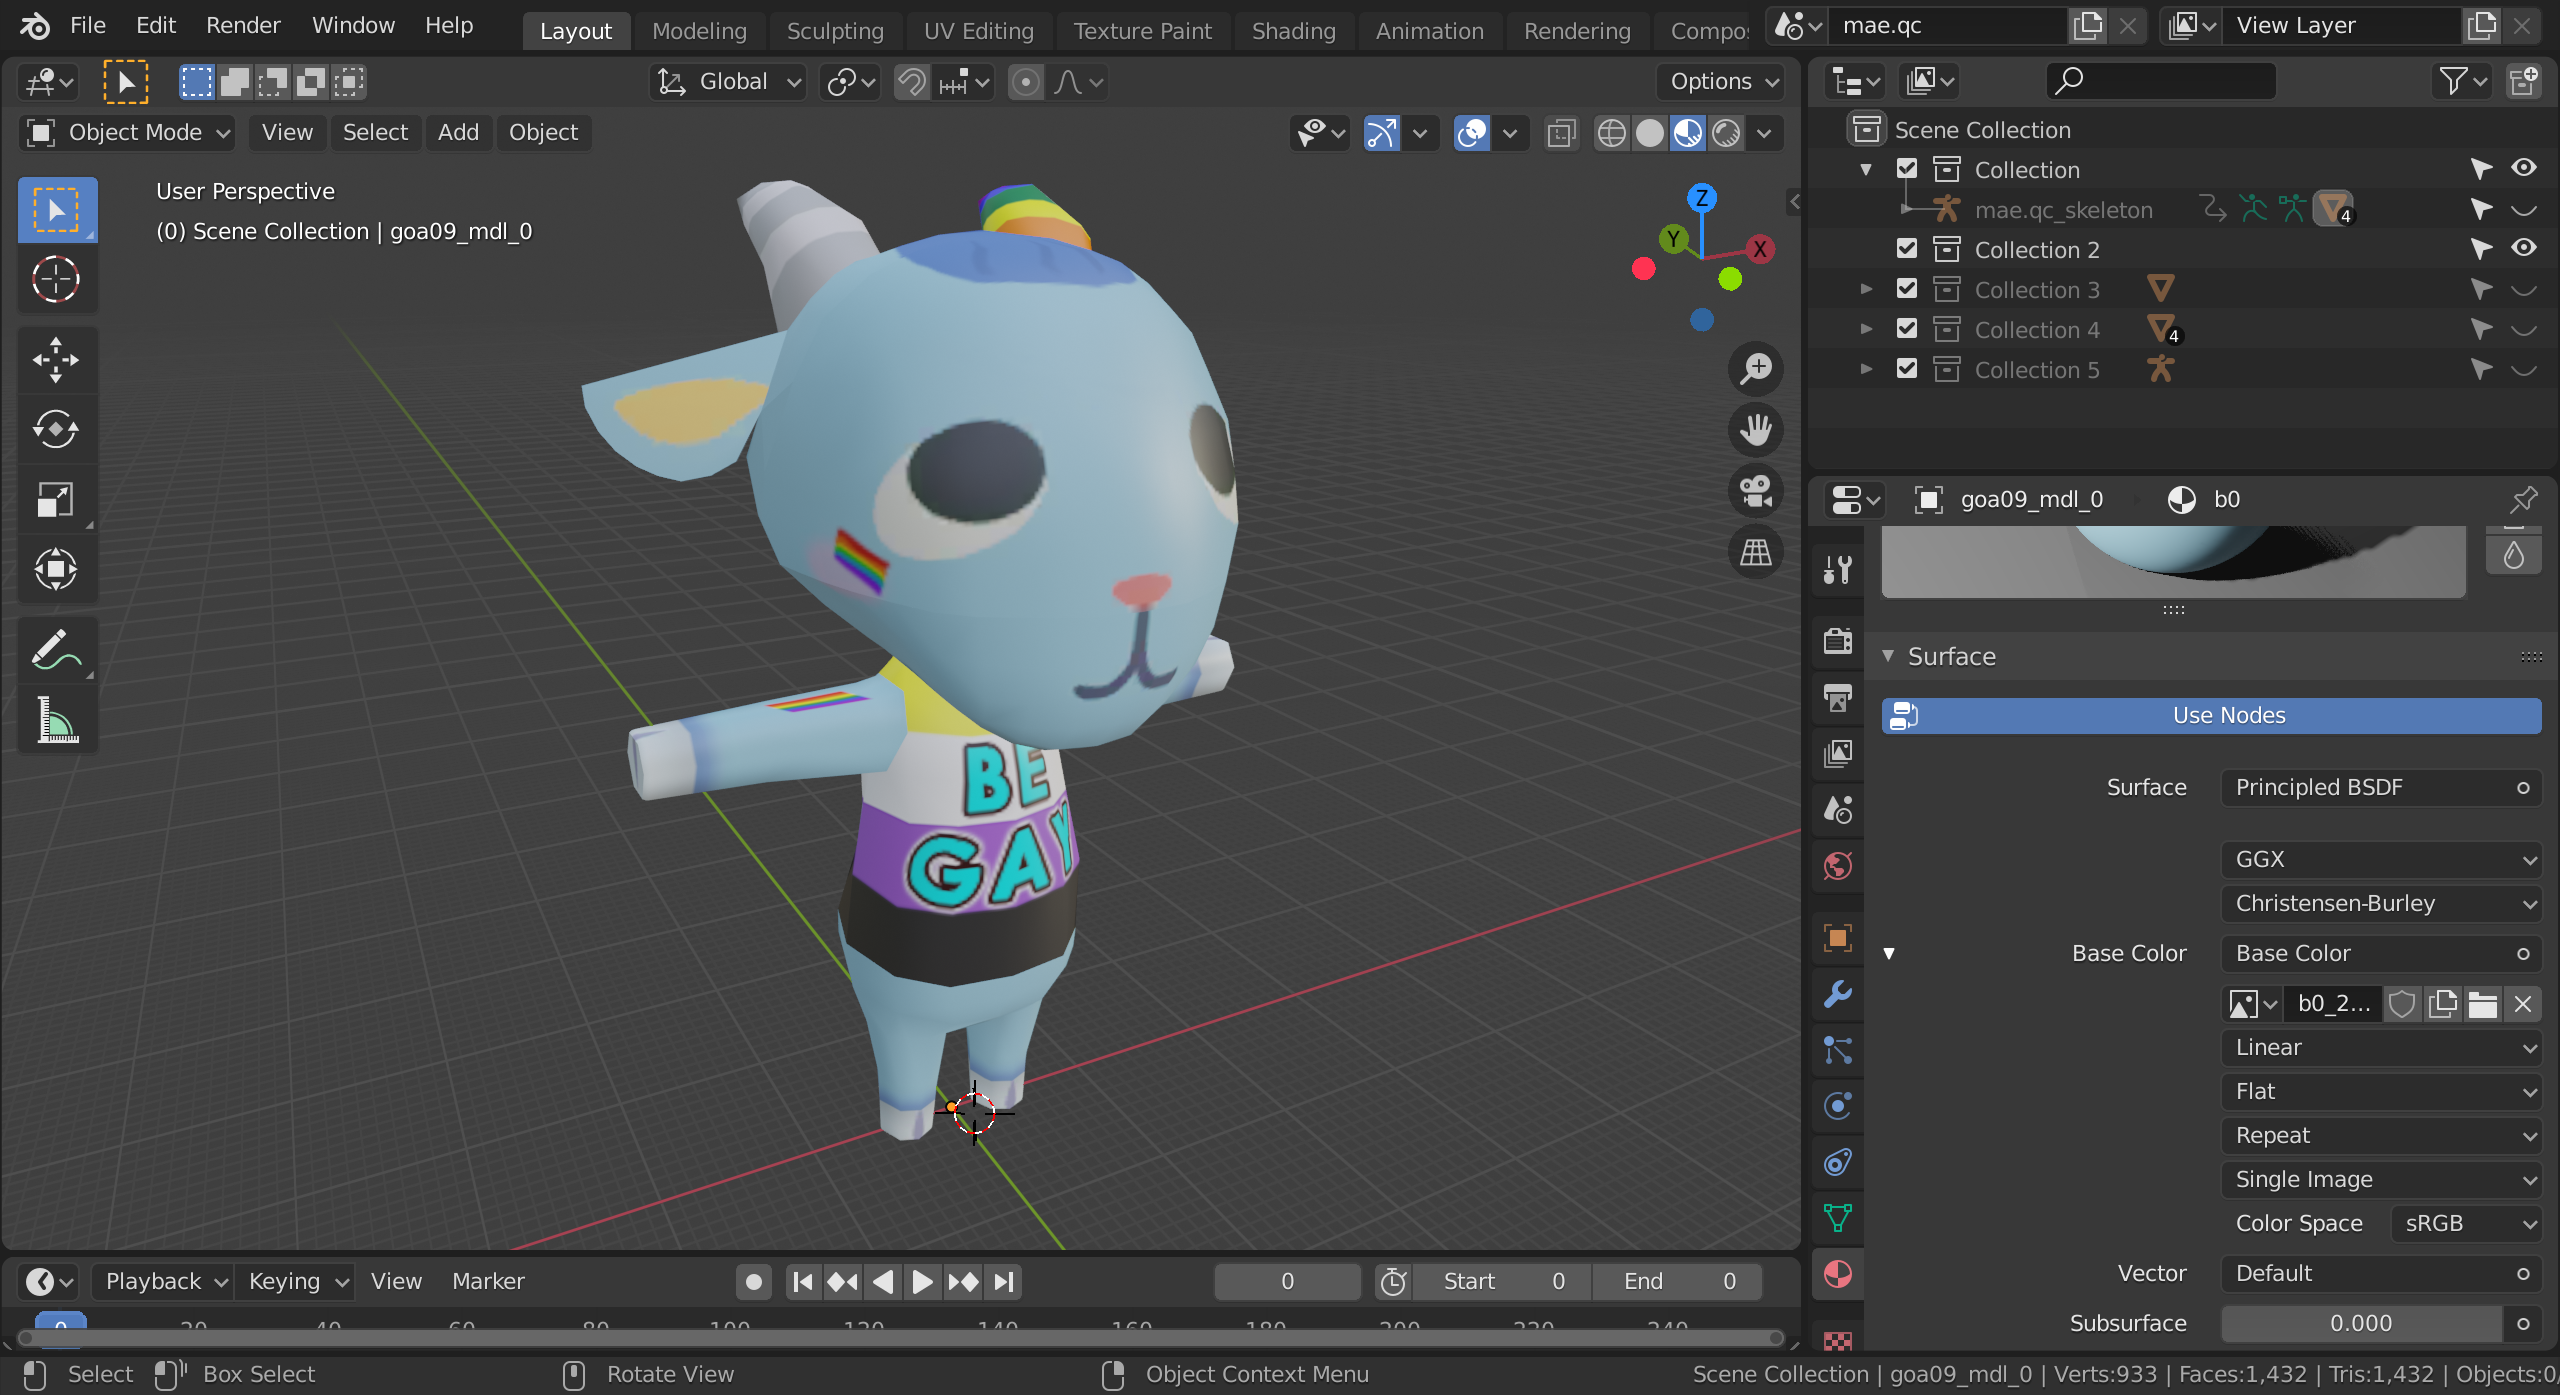 File Edit Render Window Help Layout Modeling Sculpting UV Editing Texture Paint Shading Animation Rendering Compos mae.qc View Layer
Global Options
Object Mode View Select Add Object
User Perspective
(0) Scene Collection | goa09_mdl_0
Z
Y
X
BE
GAY
Scene Collection
Collection
mae.qc_skeleton 4
Collection 2
Collection 3
Collection 4 4
Collection 5
goa09_mdl_0 b0
Surface
Use Nodes
Surface Principled BSDF
GGX
Christensen-Burley
Base Color Base Color
b0_2...
Linear
Flat
Repeat
Single Image
Color Space sRGB
Vector Default
Subsurface 0.000
Playback Keying View Marker 0 Start 0 End 0
0 20 40 60 80 120 140 160 180 200 220 240
Select Box Select Rotate View Object Context Menu Scene Collection | goa09_mdl_0 | Verts:933 | Faces:1,432 | Tris:1,432 | Objects:0/